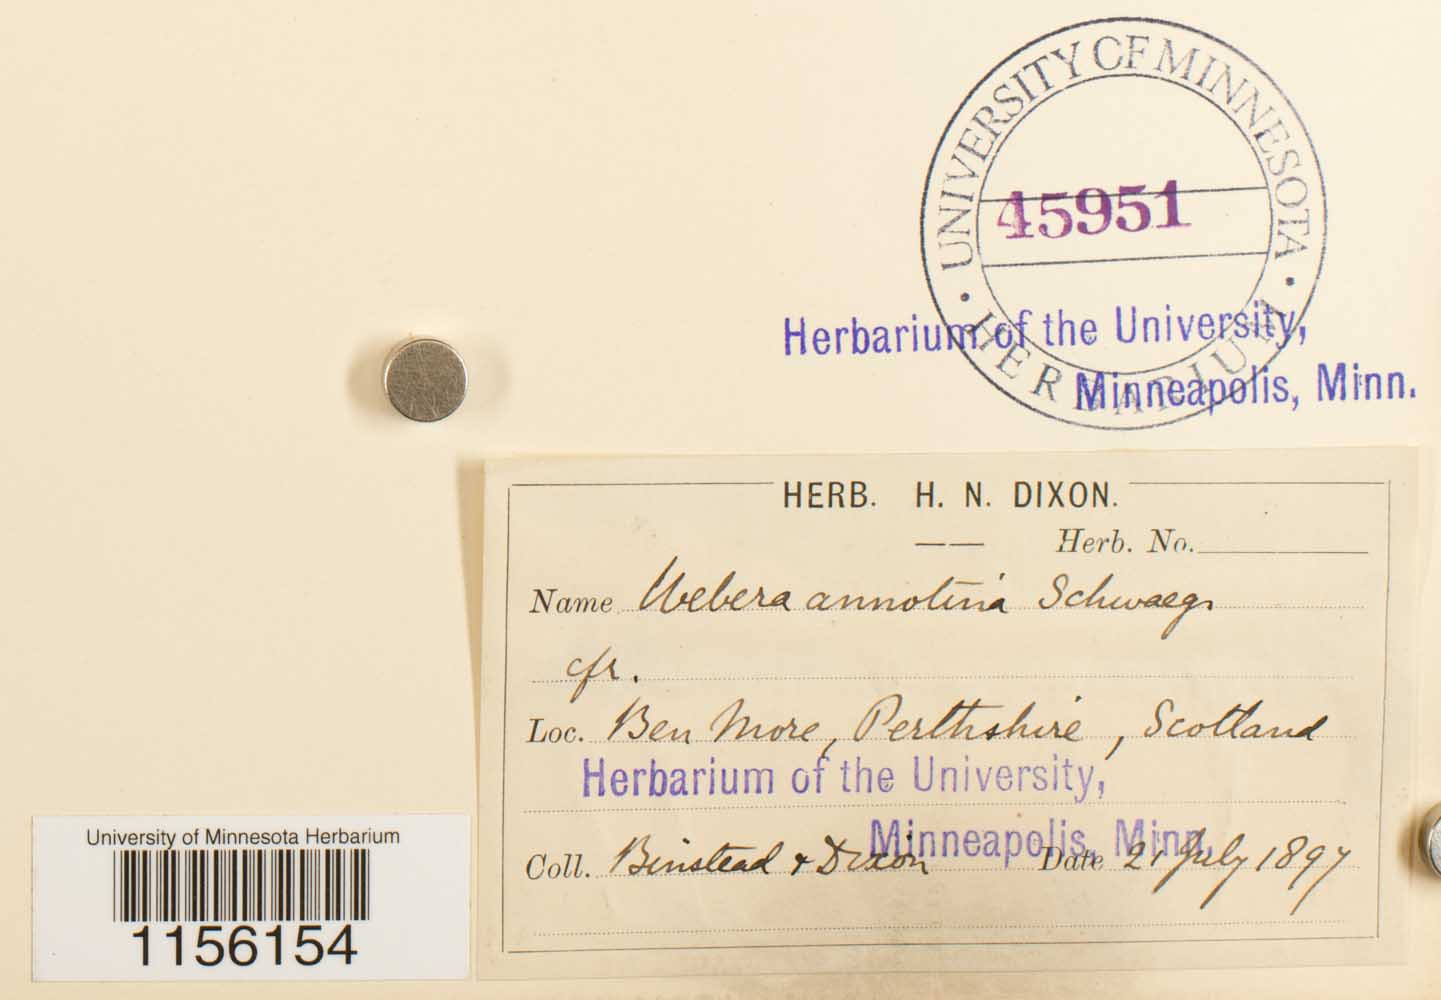 UNIVERSITY OF MINNESOTA
45951
• HERBARIUM •
Herbarium of the University,
Minneapolis, Minn.
HERB. H. N. DIXON.
Herb. No.
Name Webera annotina Schwaegr
cfr.
Loc. Ben More, Perthshire, Scotland
Herbarium of the University,
Minneapolis, Minn.
Coll. Binstead & Dixon Date 21 July 1897
University of Minnesota Herbarium
1156154